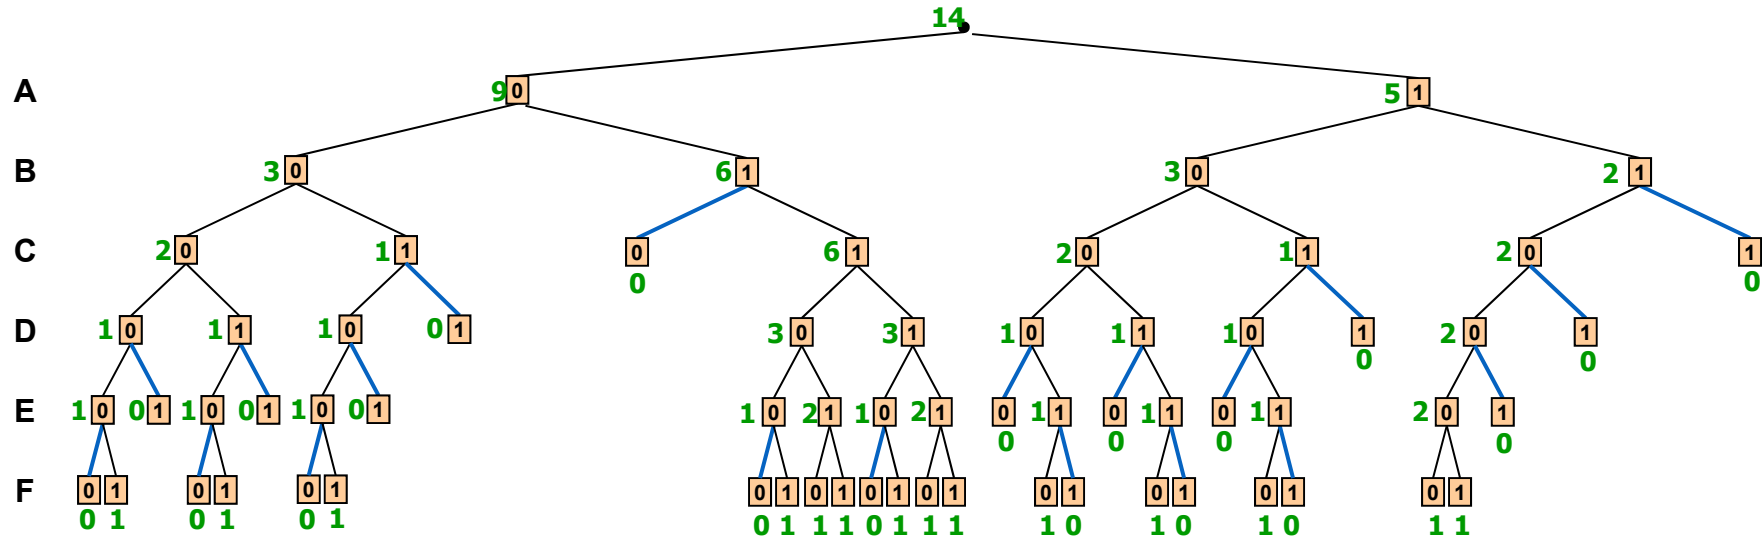 14
A 9 0 5 1
B 3 0 6 1 3 0 2 1
C 2 0 1 1 0 6 1 2 0 1 1 2 0 1
0 0
D 1 0 1 1 1 0 0 1 3 0 3 1 1 0 1 1 1 0 1 2 0 1
0 0
E 1 0 0 1 1 0 0 1 1 0 0 1 1 0 2 1 1 0 2 1 0 1 1 0 1 1 0 1 1 2 0 1
0 0 0 0
F 0 1 0 1 0 1 0 1 0 1 0 1 0 1 0 1 0 1 0 1 0 1
0 1 0 1 0 1 0 1 1 1 0 1 1 1 1 0 1 0 1 0 1 1